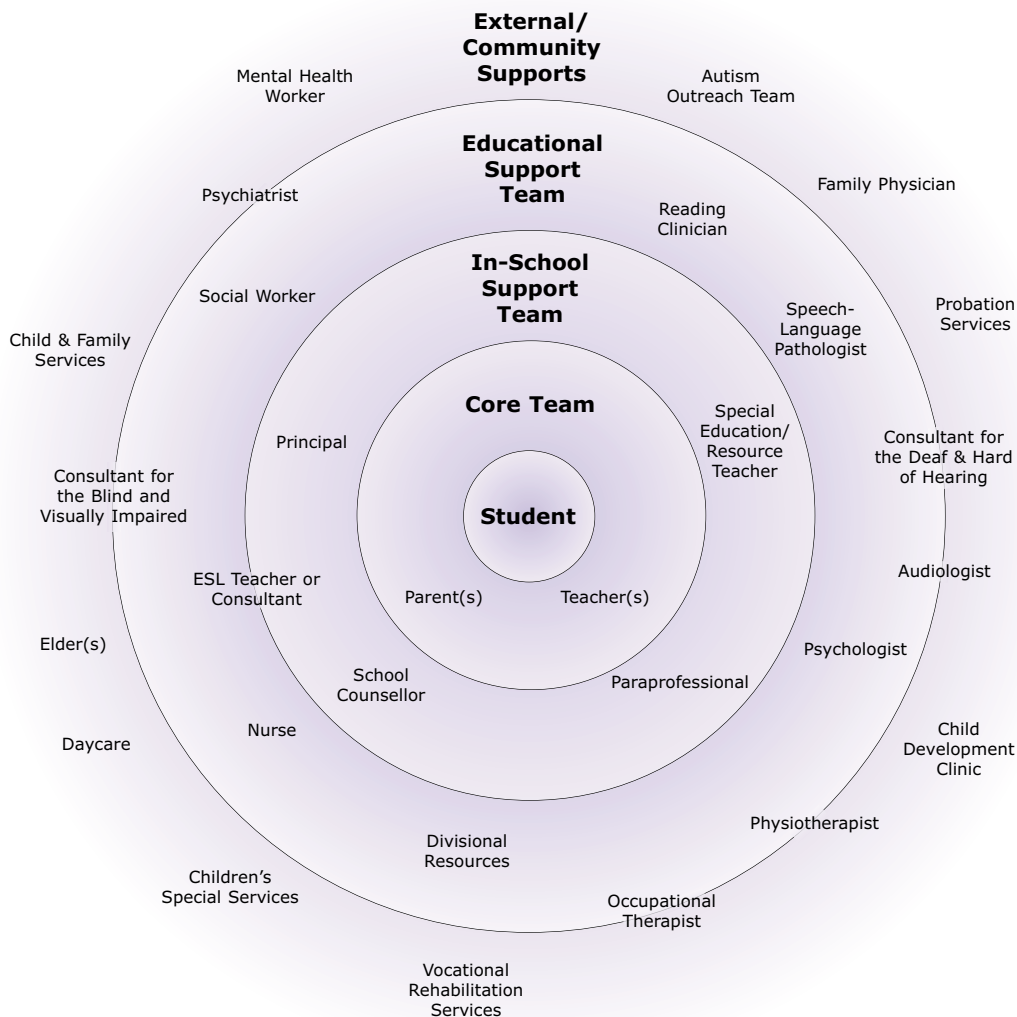 External/
Community
Supports
Mental Health
Worker
Autism
Outreach Team
Educational
Support
Team
Psychiatrist
Family Physician
Reading
Clinician
In-School
Support
Team
Social Worker
Speech-
Language
Pathologist
Probation
Services
Child & Family
Services
Core Team
Special
Education/
Resource
Teacher
Principal
Consultant for
the Deaf & Hard
of Hearing
Consultant for
the Blind and
Visually Impaired
Student
Audiologist
ESL Teacher or
Consultant
Parent(s)
Teacher(s)
Elder(s)
Psychologist
School
Counsellor
Paraprofessional
Nurse
Daycare
Child
Development
Clinic
Physiotherapist
Divisional
Resources
Children’s
Special Services
Occupational
Therapist
Vocational
Rehabilitation
Services